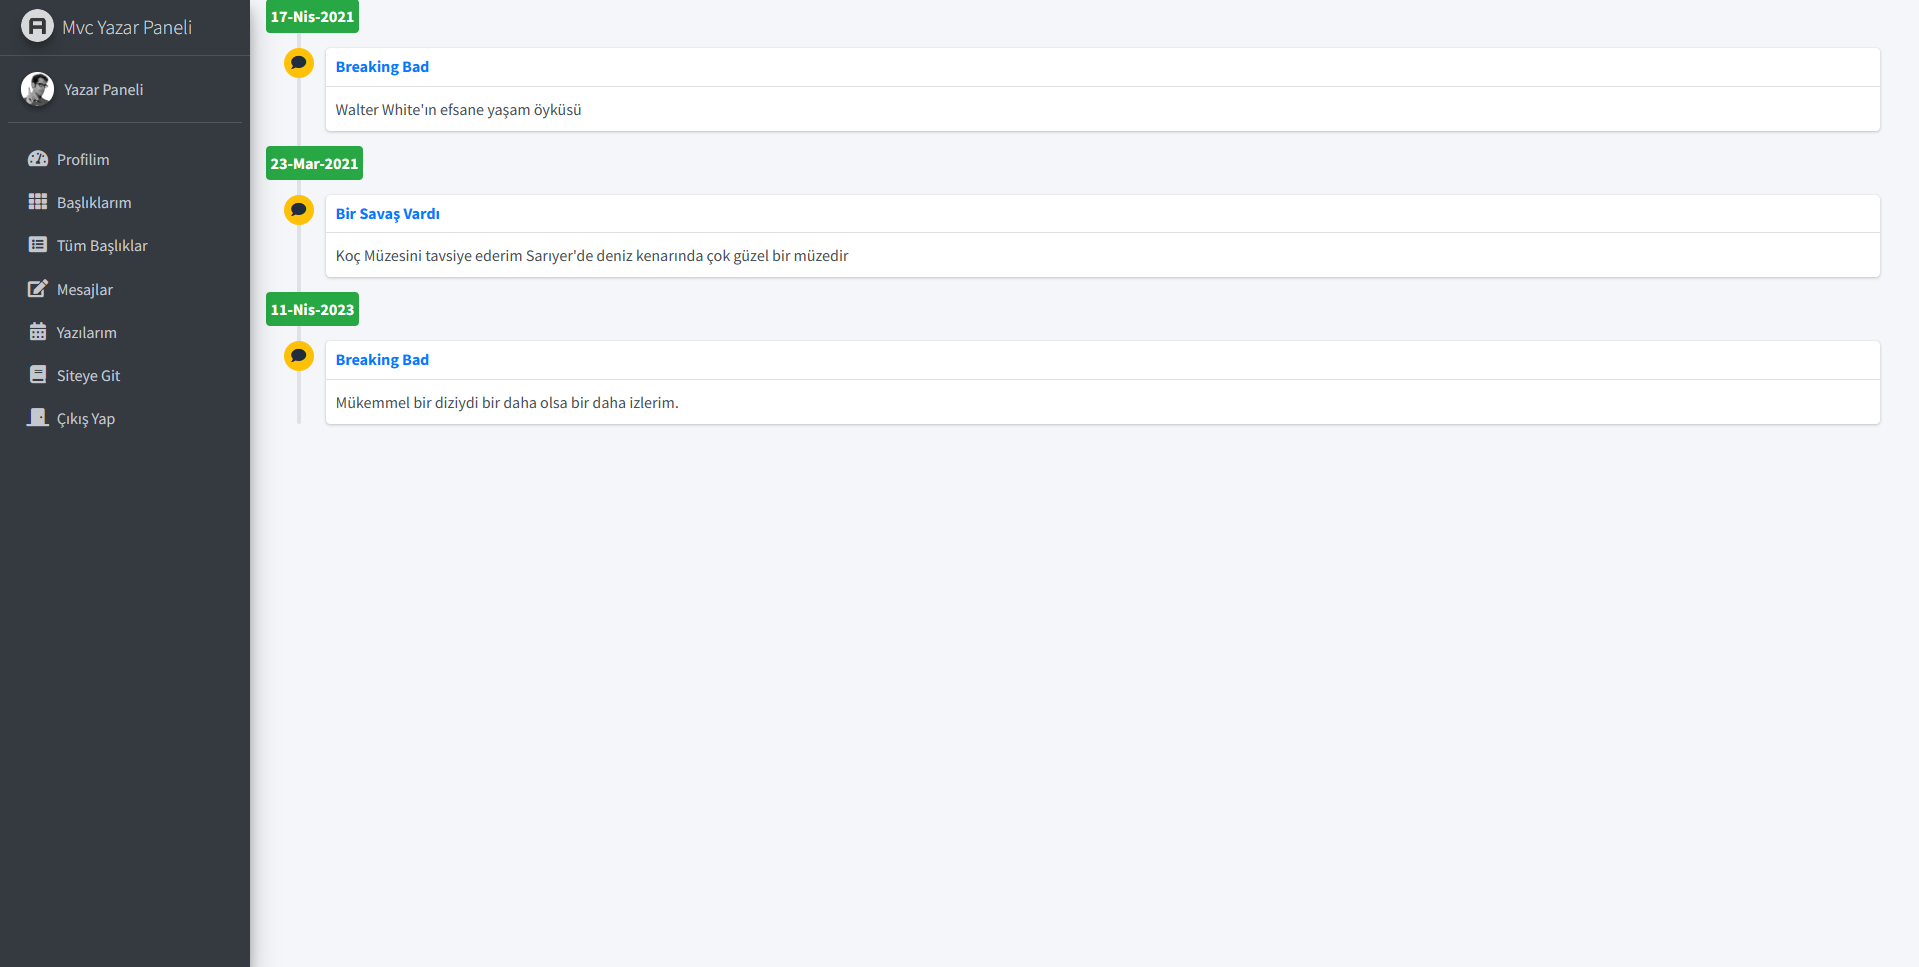 Mvc Yazar Paneli
Yazar Paneli
Profilim
Başlıklarım
Tüm Başlıklar
Mesajlar
Yazılarım
Siteye Git
Çıkış Yap
17-Nis-2021
Breaking Bad
Walter White'ın efsane yaşam öyküsü
23-Mar-2021
Bir Savaş Vardı
Koç Müzesini tavsiye ederim Sarıyer'de deniz kenarında çok güzel bir müzedir
11-Nis-2023
Breaking Bad
Mükemmel bir diziydi bir daha olsa bir daha izlerim.